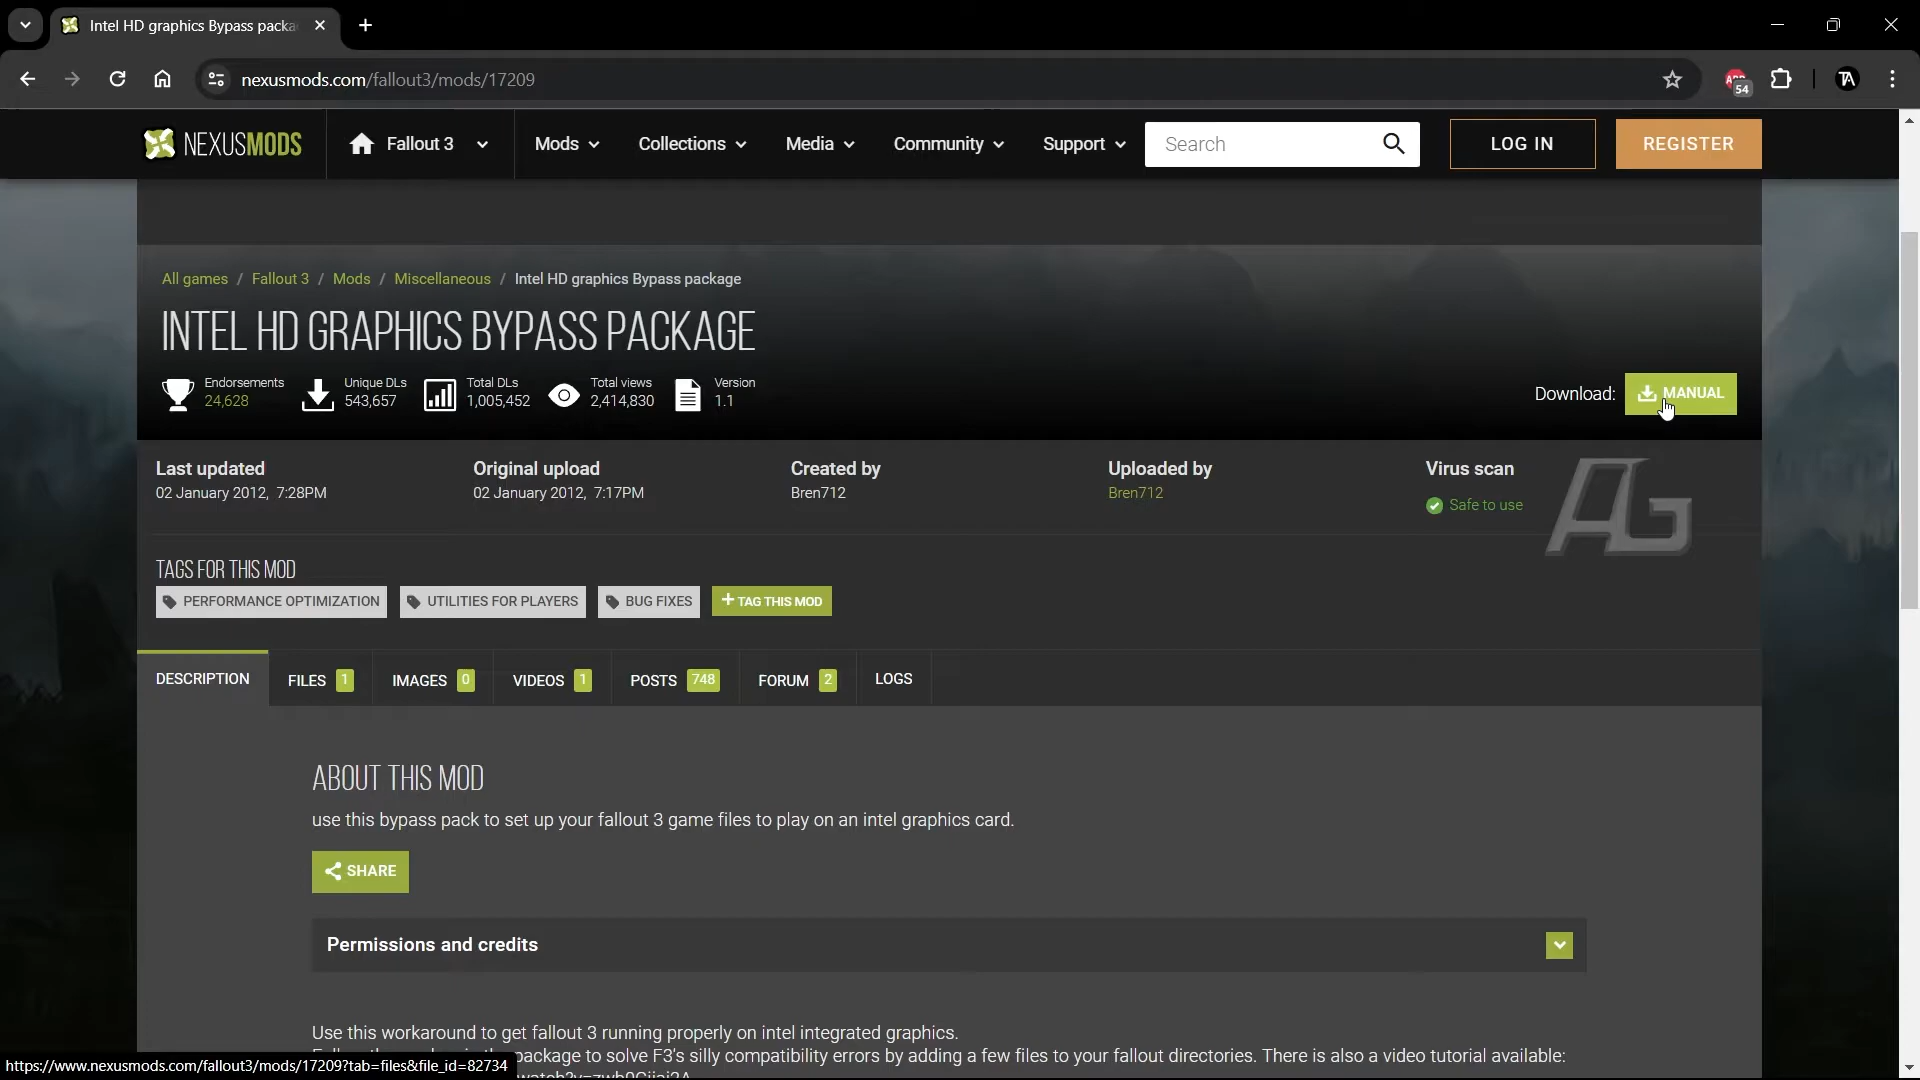 Intel HD graphics Bypass packa
nexusmods.com/fallout3/mods/17209
54
NEXUSMODS
Fallout 3
Mods
Collections
Media
Community
Support
Search
LOG IN
REGISTER
All games / Fallout 3 / Mods / Miscellaneous / Intel HD graphics Bypass package
INTEL HD GRAPHICS BYPASS PACKAGE
Endorsements
24,628
Unique DLs
543,657
Total DLs
1,005,452
Total views
2,414,830
Version
1.1
Download:
MANUAL
Last updated
02 January 2012, 7:28PM
Original upload
02 January 2012, 7:17PM
Created by
Bren712
Uploaded by
Bren712
Virus scan
Safe to use
AG
TAGS FOR THIS MOD
PERFORMANCE OPTIMIZATION
UTILITIES FOR PLAYERS
BUG FIXES
+ TAG THIS MOD
DESCRIPTION
FILES 1
IMAGES 0
VIDEOS 1
POSTS 748
FORUM 2
LOGS
ABOUT THIS MOD
use this bypass pack to set up your fallout 3 game files to play on an intel graphics card.
SHARE
Permissions and credits
Use this workaround to get fallout 3 running properly on intel integrated graphics.
package to solve F3's silly compatibility errors by adding a few files to your fallout directories. There is also a video tutorial available:
https://www.nexusmods.com/fallout3/mods/17209?tab=files&file_id=82734